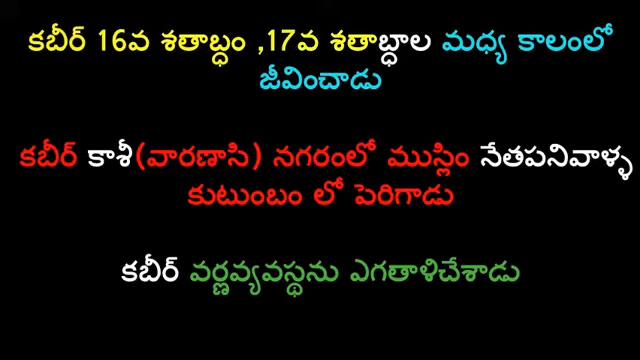 కబీర్ 16వ శతాబ్ధం ,17వ శతాబ్ధాల మధ్య కాలంలో
జీవించాడు
కబీర్ కాశీ(వారణాసి) నగరంలో ముస్లిం నేతపనివాళ్ళ
కుటుంబం లో పెరిగాడు
కబీర్ వర్ణవ్యవస్థను ఎగతాళిచేశాడు